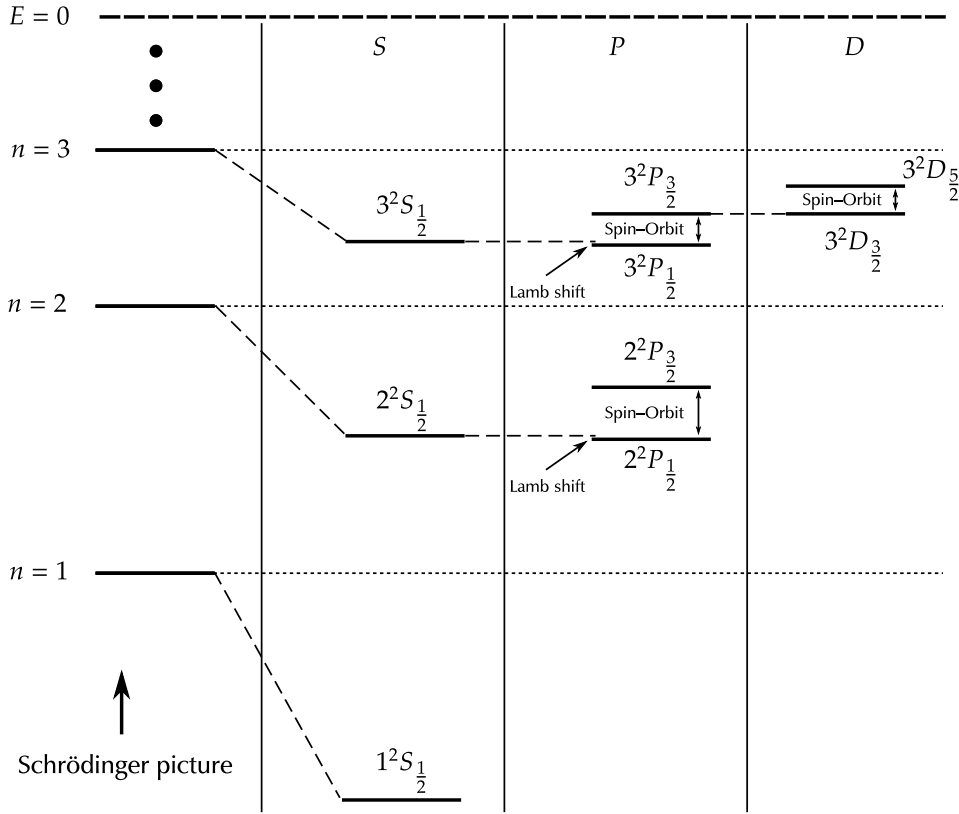 E = 0
S P D
n = 3
3²S½
3²P3/2
Spin–Orbit
3²P½
Lamb shift
3²D5/2
Spin–Orbit
3²D3/2
n = 2
2²S½
2²P3/2
Spin–Orbit
2²P½
Lamb shift
n = 1
1²S½
Schrödinger picture